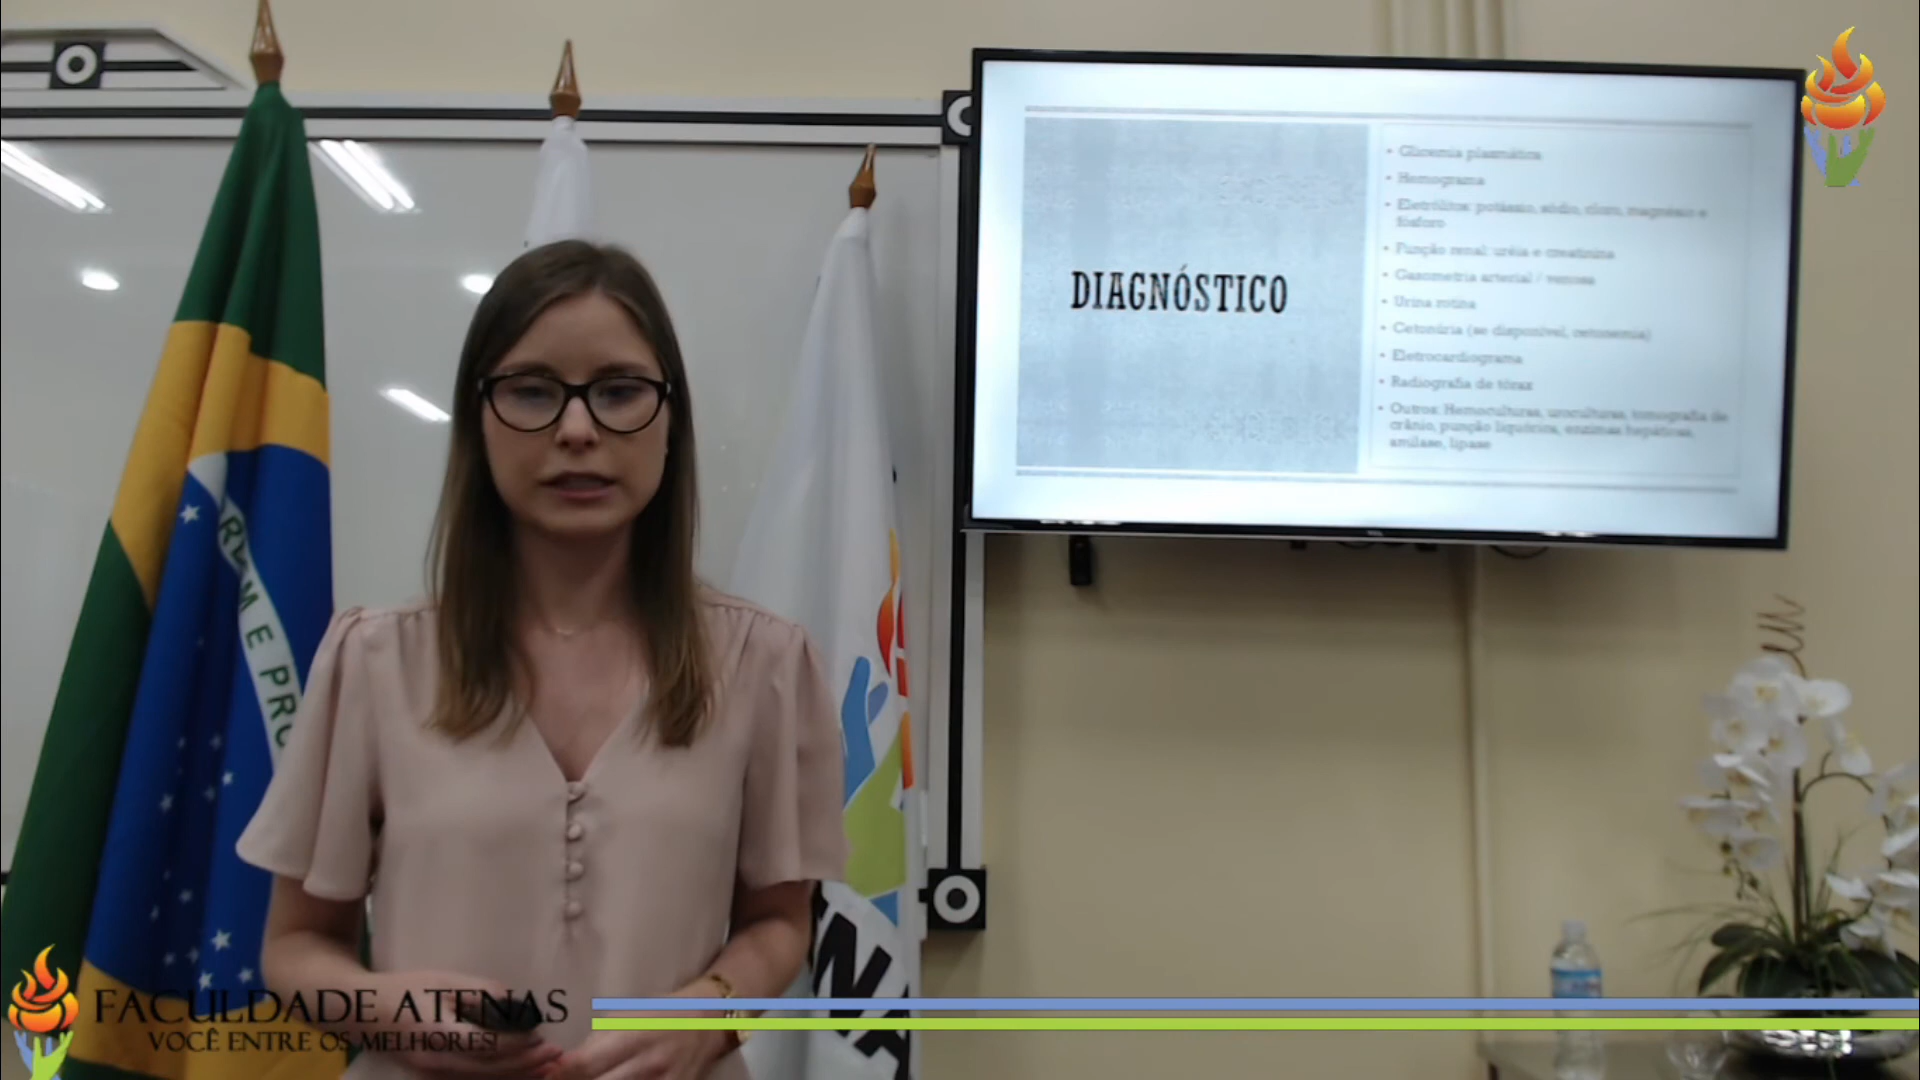 DIAGNÓSTICO
• Glicemia plasmática
• Hemograma
• Eletrólitos: potássio, sódio, cloro, magnésio e
fósforo
• Função renal: uréia e creatinina
• Gasometria arterial / venosa
• Urina rotina
• Cetonúria (se disponível, cetonemia)
• Eletrocardiograma
• Radiografia de tórax
• Outros: Hemoculturas, uroculturas, tomografia de
crânio, punção liquórica, enzimas hepáticas,
amilase, lipase
RDEM E PRO
ENA
FACULDADE ATENAS
VOCÊ ENTRE OS MELHORES!